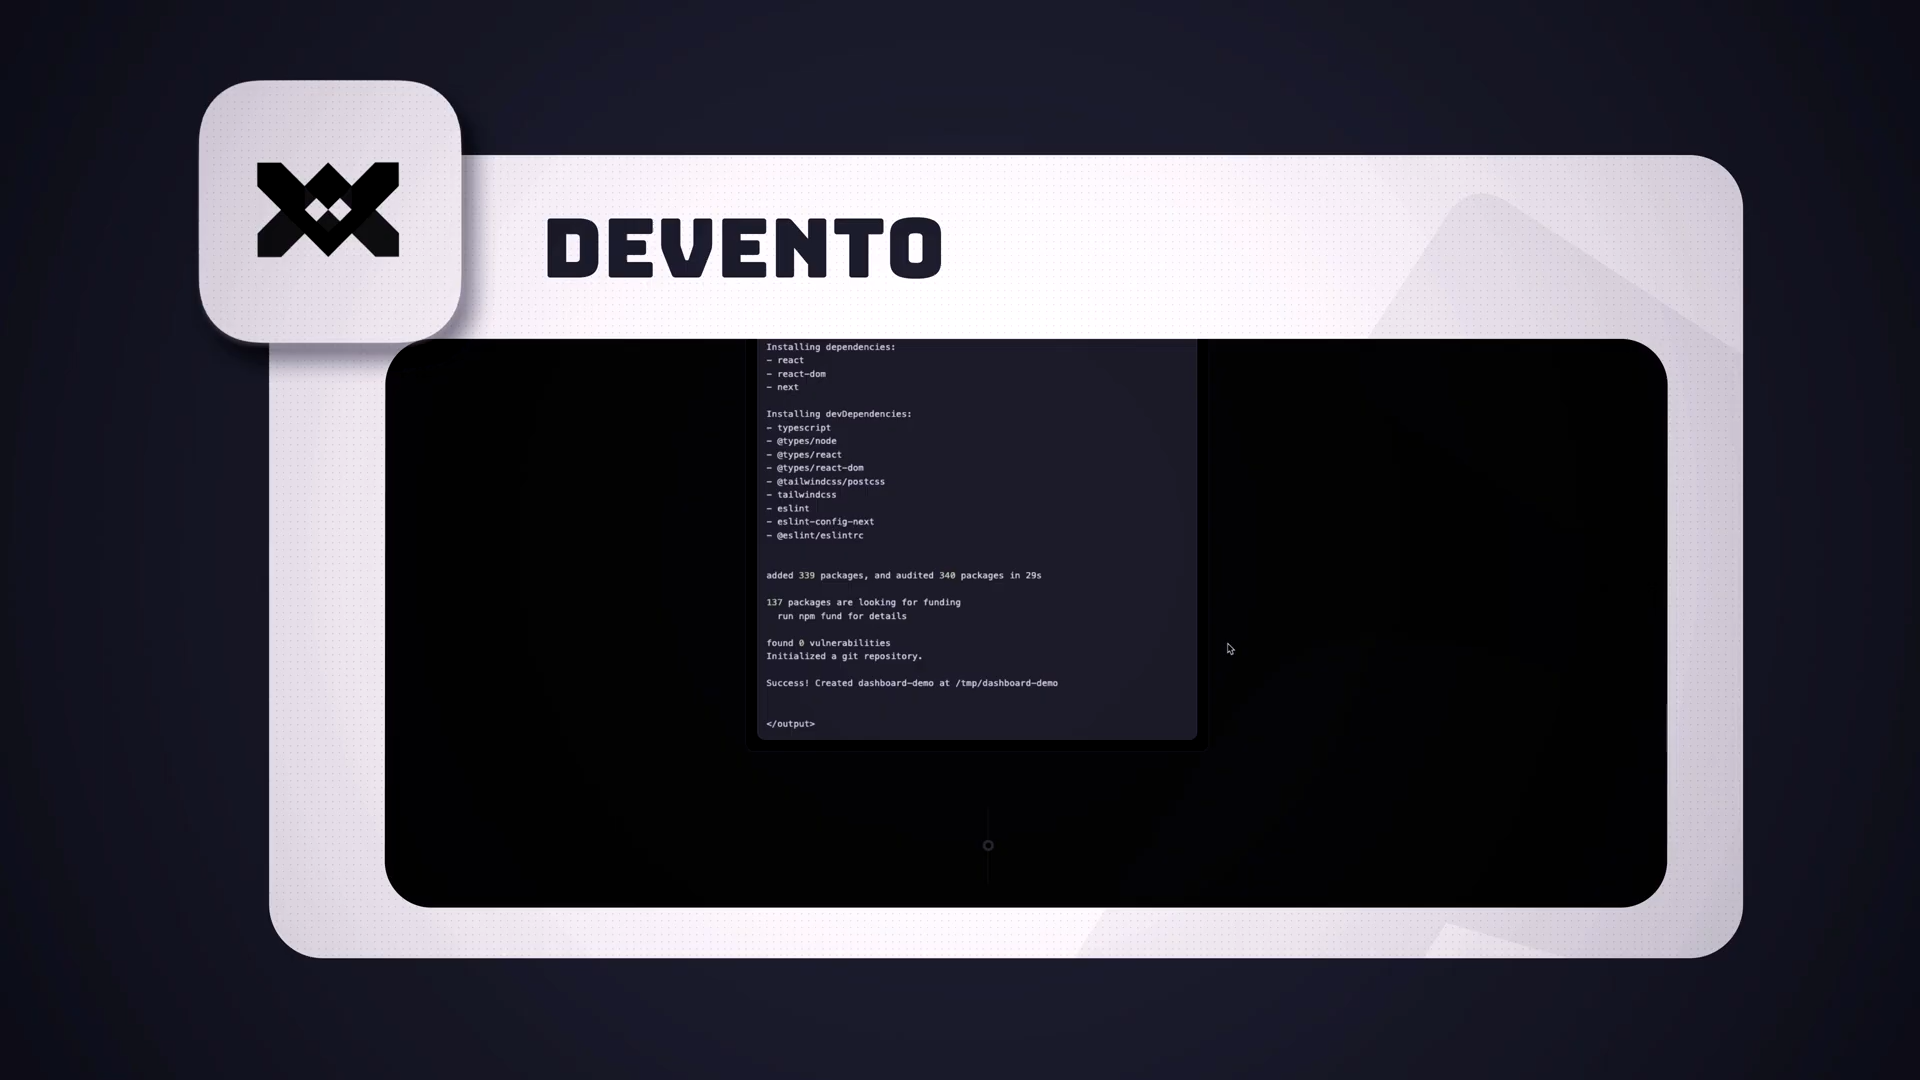 DEVENTO
Installing dependencies:
- react
- react-dom
- next
Installing devDependencies:
- typescript
- @types/node
- @types/react
- @types/react-dom
- @tailwindcss/postcss
- tailwindcss
- eslint
- eslint-config-next
- @eslint/eslintrc
added 339 packages, and audited 340 packages in 29s
137 packages are looking for funding
run npm fund for details
found 0 vulnerabilities
Initialized a git repository.
Success! Created dashboard-demo at /tmp/dashboard-demo
</output>